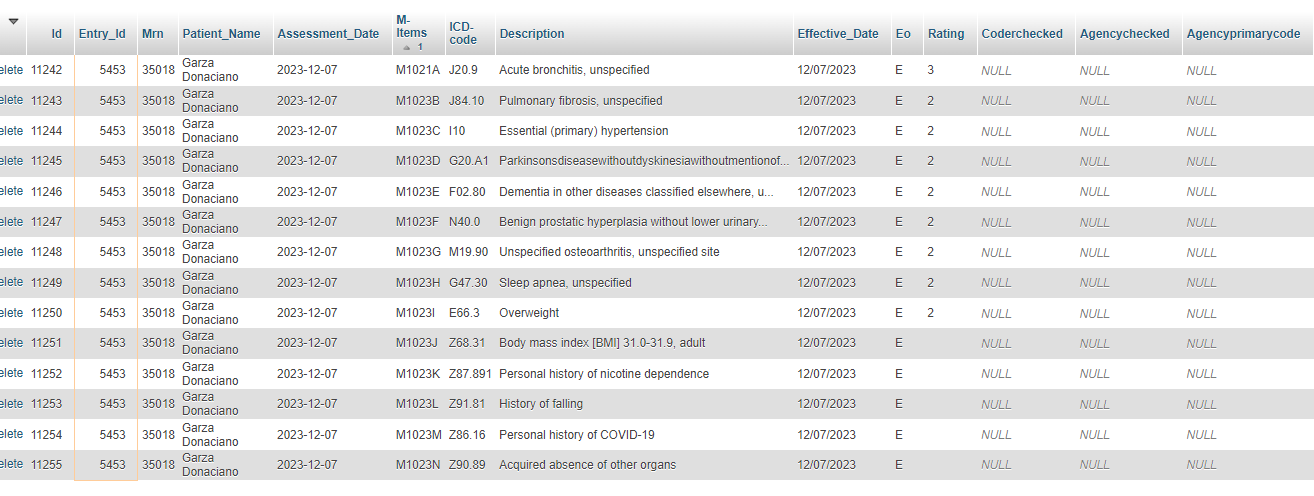 Id Entry_Id Mrn Patient_Name Assessment_Date M-Items 1 ICD-code Description Effective_Date Eo Rating Coderchecked Agencychecked Agencyprimarycode
elete 11242 5453 35018 Garza Donaciano 2023-12-07 M1021A J20.9 Acute bronchitis, unspecified 12/07/2023 E 3 NULL NULL NULL
elete 11243 5453 35018 Garza Donaciano 2023-12-07 M1023B J84.10 Pulmonary fibrosis, unspecified 12/07/2023 E 2 NULL NULL NULL
elete 11244 5453 35018 Garza Donaciano 2023-12-07 M1023C I10 Essential (primary) hypertension 12/07/2023 E 2 NULL NULL NULL
elete 11245 5453 35018 Garza Donaciano 2023-12-07 M1023D G20.A1 Parkinsonsdiseasewithoutdyskinesiawithoutmentionof... 12/07/2023 E 2 NULL NULL NULL
elete 11246 5453 35018 Garza Donaciano 2023-12-07 M1023E F02.80 Dementia in other diseases classified elsewhere, u... 12/07/2023 E 2 NULL NULL NULL
elete 11247 5453 35018 Garza Donaciano 2023-12-07 M1023F N40.0 Benign prostatic hyperplasia without lower urinary... 12/07/2023 E 2 NULL NULL NULL
elete 11248 5453 35018 Garza Donaciano 2023-12-07 M1023G M19.90 Unspecified osteoarthritis, unspecified site 12/07/2023 E 2 NULL NULL NULL
elete 11249 5453 35018 Garza Donaciano 2023-12-07 M1023H G47.30 Sleep apnea, unspecified 12/07/2023 E 2 NULL NULL NULL
elete 11250 5453 35018 Garza Donaciano 2023-12-07 M1023I E66.3 Overweight 12/07/2023 E 2 NULL NULL NULL
elete 11251 5453 35018 Garza Donaciano 2023-12-07 M1023J Z68.31 Body mass index [BMI] 31.0-31.9, adult 12/07/2023 E NULL NULL NULL
elete 11252 5453 35018 Garza Donaciano 2023-12-07 M1023K Z87.891 Personal history of nicotine dependence 12/07/2023 E NULL NULL NULL
elete 11253 5453 35018 Garza Donaciano 2023-12-07 M1023L Z91.81 History of falling 12/07/2023 E NULL NULL NULL
elete 11254 5453 35018 Garza Donaciano 2023-12-07 M1023M Z86.16 Personal history of COVID-19 12/07/2023 E NULL NULL NULL
elete 11255 5453 35018 Garza Donaciano 2023-12-07 M1023N Z90.89 Acquired absence of other organs 12/07/2023 E NULL NULL NULL